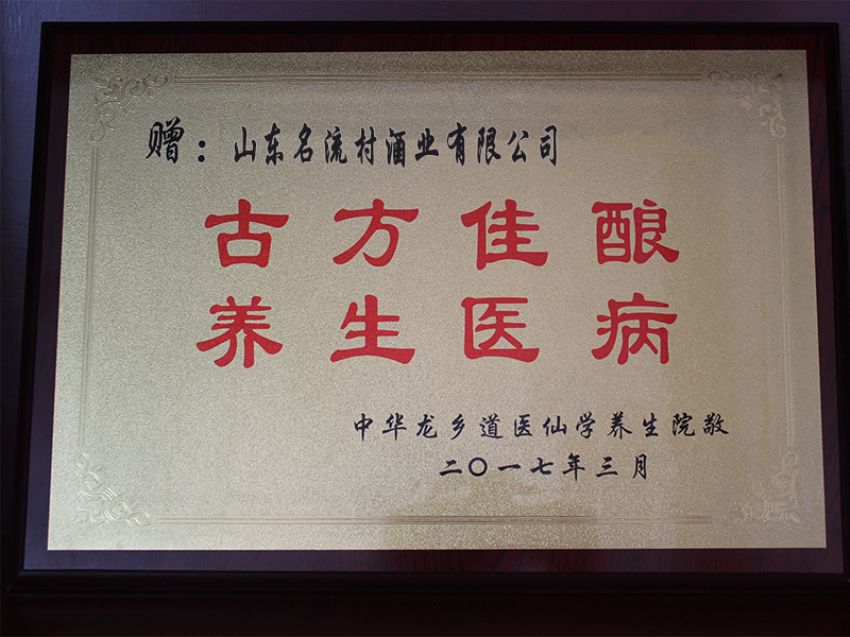 赠：山东名流村酒业有限公司
古方佳酿
养生医病
中华龙乡道医仙学养生院敬
二〇一七年三月